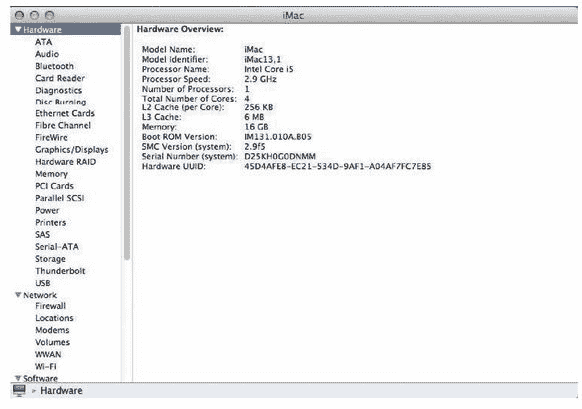 iMac
Hardware
ATA
Audio
Bluetooth
Card Reader
Diagnostics
Disc Burning
Ethernet Cards
Fibre Channel
FireWire
Graphics/Displays
Hardware RAID
Memory
PCI Cards
Parallel SCSI
Power
Printers
SAS
Serial-ATA
Storage
Thunderbolt
USB
Network
Firewall
Locations
Modems
Volumes
WWAN
Wi-Fi
Software
Hardware Overview:
Model Name: iMac
Model Identifier: iMac13,1
Processor Name: Intel Core i5
Processor Speed: 2.9 GHz
Number of Processors: 1
Total Number of Cores: 4
L2 Cache (per Core): 256 KB
L3 Cache: 6 MB
Memory: 16 GB
Boot ROM Version: IM131.010A.B05
SMC Version (system): 2.9f5
Serial Number (system): D25KH0G0DNMM
Hardware UUID: 45D4AFE8-EC21-534D-9AF1-A04AF7FC7E85
Hardware